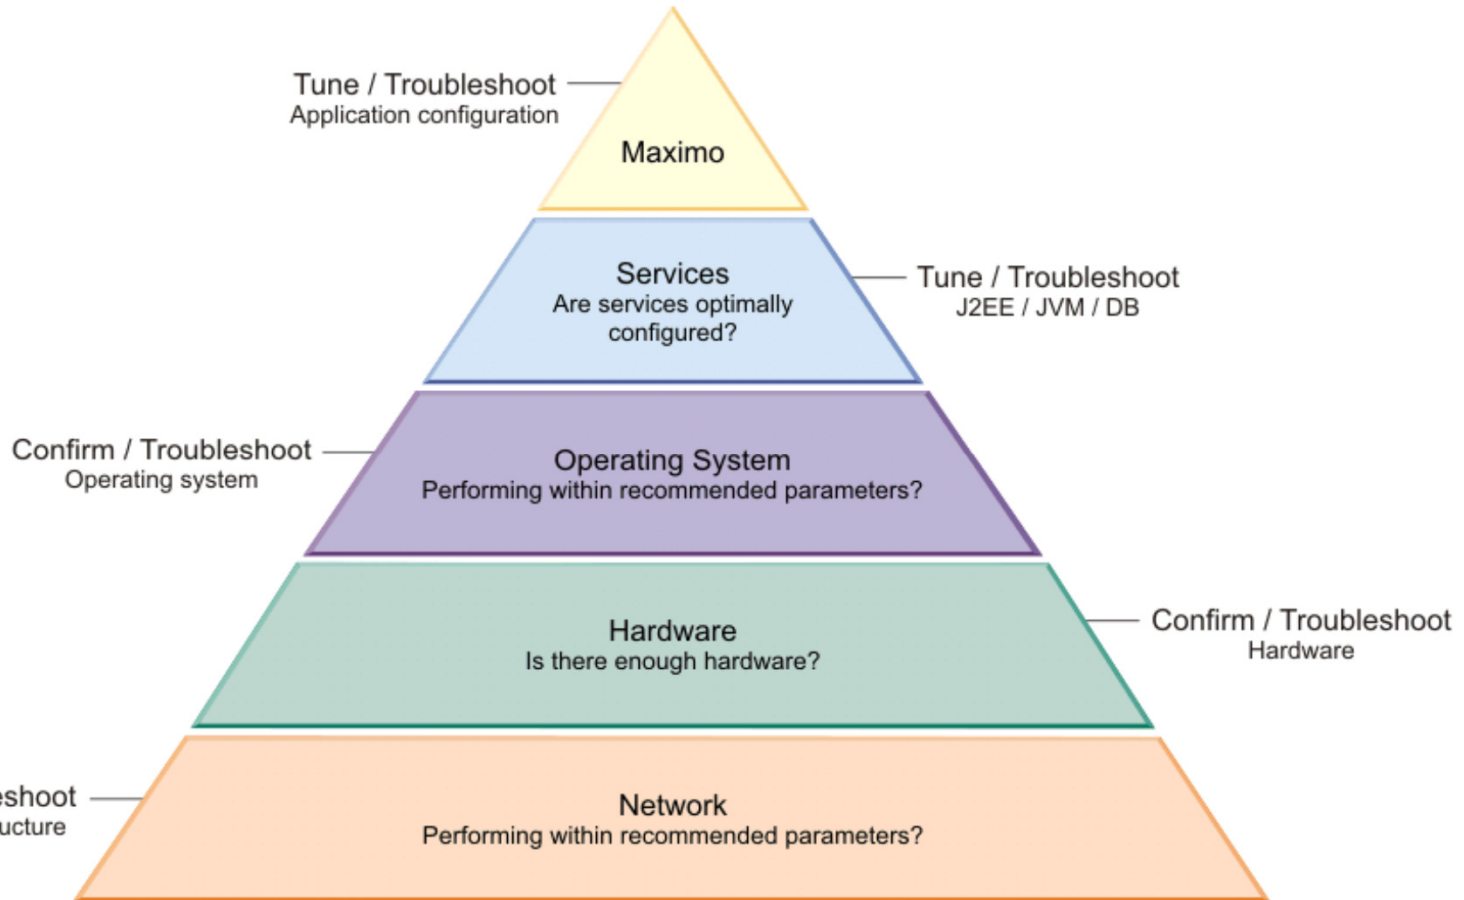 Tune / Troubleshoot
Application configuration
Maximo
Services
Are services optimally
configured?
Tune / Troubleshoot
J2EE / JVM / DB
Confirm / Troubleshoot
Operating system
Operating System
Performing within recommended parameters?
Hardware
Is there enough hardware?
Confirm / Troubleshoot
Hardware
eshoot
ucture
Network
Performing within recommended parameters?